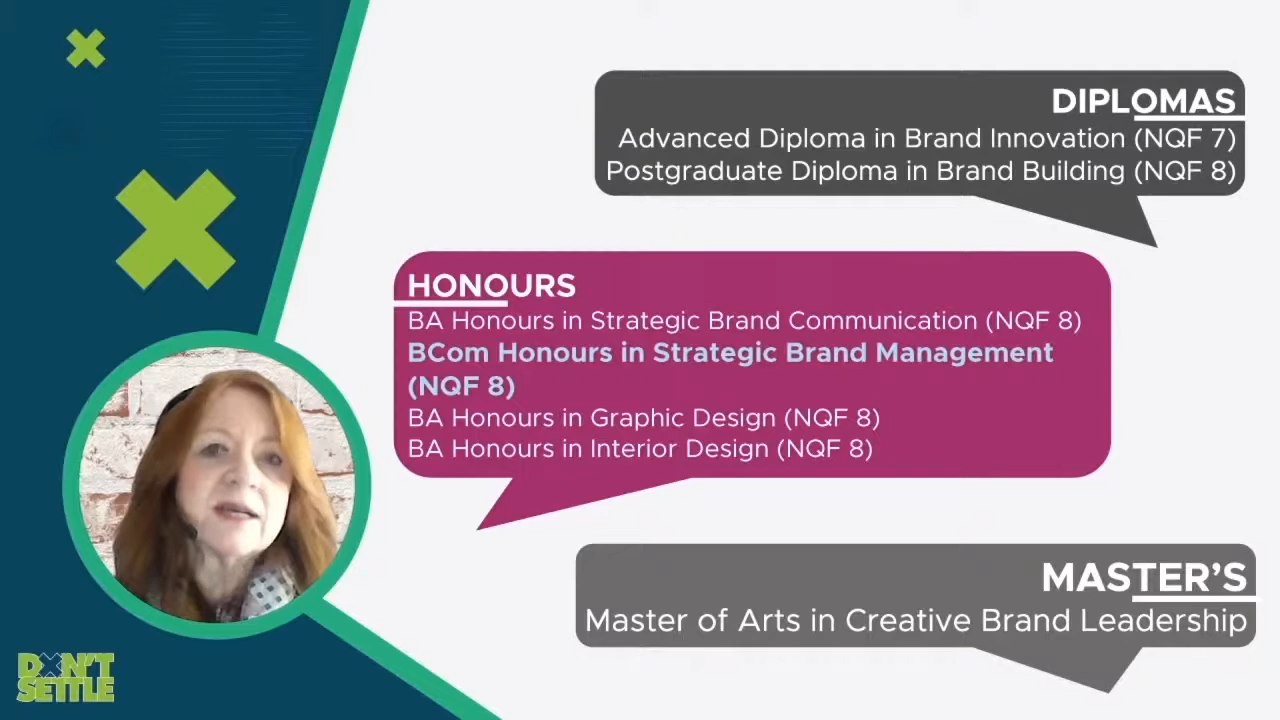 DIPLOMAS
Advanced Diploma in Brand Innovation (NQF 7)
Postgraduate Diploma in Brand Building (NQF 8)
HONOURS
BA Honours in Strategic Brand Communication (NQF 8)
BCom Honours in Strategic Brand Management
(NQF 8)
BA Honours in Graphic Design (NQF 8)
BA Honours in Interior Design (NQF 8)
MASTER’S
Master of Arts in Creative Brand Leadership
DON'T
SETTLE